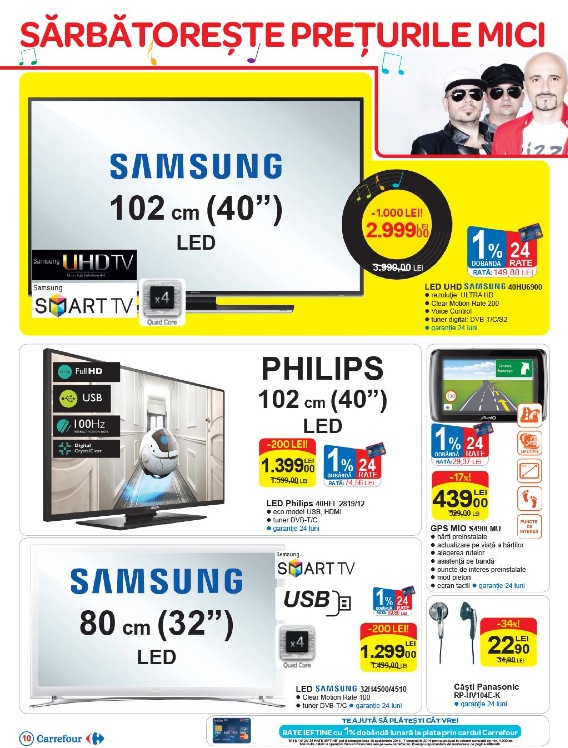 SĂRBĂTOREȘTE PREȚURILE MICI
SAMSUNG
102 cm (40”)
LED
Samsung UHDTV
Samsung
SMART TV
x4
Quad Core
-1.000 LEI!
2.999 00 LEI
3.999,00 LEI
1% DOBÂNDĂ 24 RATE
RATĂ: 149,88 LEI
LED UHD SAMSUNG 40HU6900
• rezoluție: ULTRA HD
• Clear Motion Rate 200
• Voice Control
• tuner digital: DVB-T/C/S2
• garanție 24 luni
Full HD
USB
100Hz
Digital
Crystal Clear
PHILIPS
102 cm (40”)
LED
-200 LEI!
1.399 00 LEI
1.599,00 LEI
1% DOBÂNDĂ 24 RATE
RATĂ: 74,56 LEI
LED Philips 40HFL 2819/12
• eco model USB, HDMI
• tuner DVB-T/C
• garanție 24 luni
Mio
1% DOBÂNDĂ 24 RATE
RATĂ: 29,37 LEI
-17%!
439 00 LEI
529,00 LEI
LIFETIME
PUNCTE
DE
INTERES
GPS MIO S490LMU
• hărți preinstalate
• actualizare pe viață a hărților
• alegerea rutelor
• asistență pe bandă
• puncte de interes preinstalate
• mod pieton
• ecran tactil • garanție 24 luni
SAMSUNG
80 cm (32”)
LED
Samsung
SMART TV
USB
x4
Quad Core
1% DOBÂNDĂ 24 RATE
-200 LEI!
1.299 00 LEI
1.499,00 LEI
LED SAMSUNG 32H4500/4510
• Clear Motion Rate 100
• tuner DVB-T/C • garanție 24 luni
-34%!
22 90 LEI
34,90 LEI
Căști Panasonic
RP-HV104E-K
10 Carrefour
TE AJUTĂ SĂ PLĂTEȘTI CÂT VREI!
RATE IEFTINE cu 1% dobândă lunară la plata prin cardul Carrefour